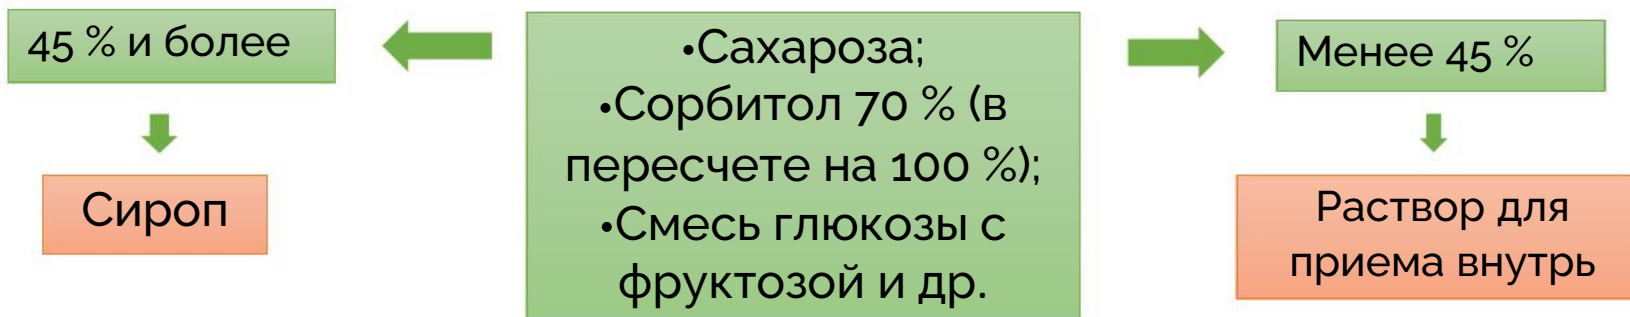 45 % и более
Сироп
•Сахароза;
•Сорбитол 70 % (в
пересчете на 100 %);
•Смесь глюкозы с
фруктозой и др.
Менее 45 %
Раствор для
приема внутрь